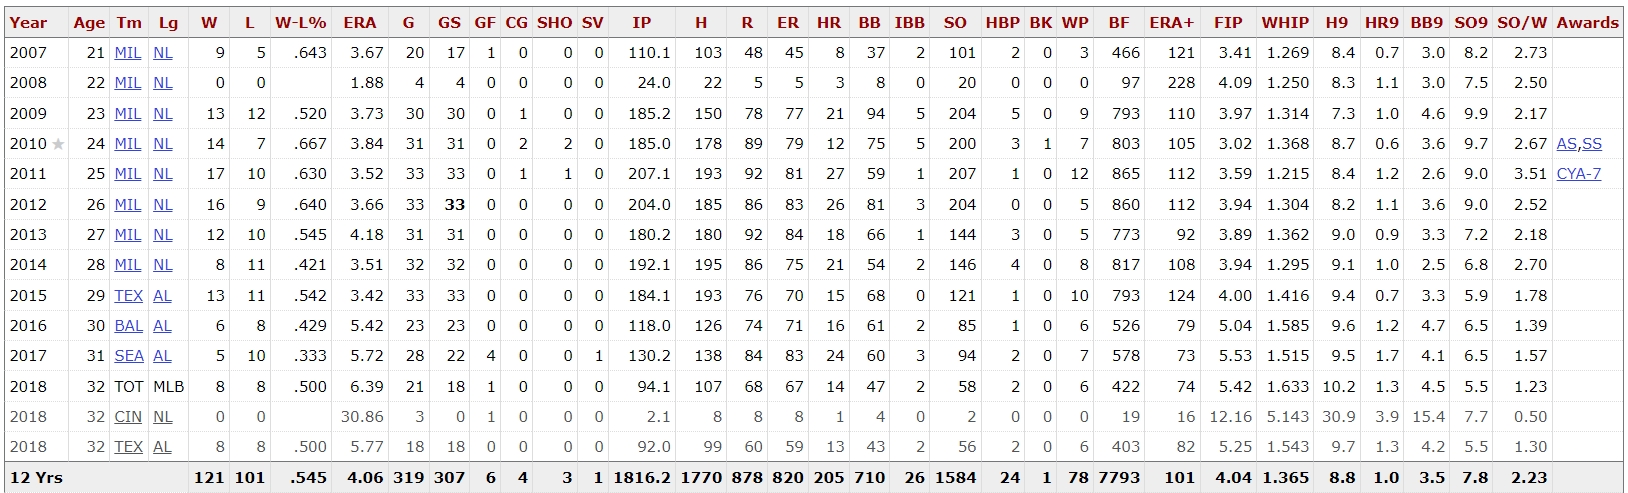 Year Age Tm Lg W L W-L% ERA G GS GF CG SHO SV IP H R ER HR BB IBB SO HBP BK WP BF ERA+ FIP WHIP H9 HR9 BB9 SO9 SO/W Awards
2007 21 MIL NL 9 5 .643 3.67 20 17 1 0 0 0 110.1 103 48 45 8 37 2 101 2 0 3 466 121 3.41 1.269 8.4 0.7 3.0 8.2 2.73
2008 22 MIL NL 0 0 1.88 4 4 0 0 0 0 24.0 22 5 5 3 8 0 20 0 0 0 97 228 4.09 1.250 8.3 1.1 3.0 7.5 2.50
2009 23 MIL NL 13 12 .520 3.73 30 30 0 1 0 0 185.2 150 78 77 21 94 5 204 5 0 9 793 110 3.97 1.314 7.3 1.0 4.6 9.9 2.17
2010 ★ 24 MIL NL 14 7 .667 3.84 31 31 0 2 2 0 185.0 178 89 79 12 75 5 200 3 1 7 803 105 3.02 1.368 8.7 0.6 3.6 9.7 2.67 AS,SS
2011 25 MIL NL 17 10 .630 3.52 33 33 0 1 1 0 207.1 193 92 81 27 59 1 207 1 0 12 865 112 3.59 1.215 8.4 1.2 2.6 9.0 3.51 CYA-7
2012 26 MIL NL 16 9 .640 3.66 33 33 0 0 0 0 204.0 185 86 83 26 81 3 204 0 0 5 860 112 3.94 1.304 8.2 1.1 3.6 9.0 2.52
2013 27 MIL NL 12 10 .545 4.18 31 31 0 0 0 0 180.2 180 92 84 18 66 1 144 3 0 5 773 92 3.89 1.362 9.0 0.9 3.3 7.2 2.18
2014 28 MIL NL 8 11 .421 3.51 32 32 0 0 0 0 192.1 195 86 75 21 54 2 146 4 0 8 817 108 3.94 1.295 9.1 1.0 2.5 6.8 2.70
2015 29 TEX AL 13 11 .542 3.42 33 33 0 0 0 0 184.1 193 76 70 15 68 0 121 1 0 10 793 124 4.00 1.416 9.4 0.7 3.3 5.9 1.78
2016 30 BAL AL 6 8 .429 5.42 23 23 0 0 0 0 118.0 126 74 71 16 61 2 85 1 0 6 526 79 5.04 1.585 9.6 1.2 4.7 6.5 1.39
2017 31 SEA AL 5 10 .333 5.72 28 22 4 0 0 1 130.2 138 84 83 24 60 3 94 2 0 7 578 73 5.53 1.515 9.5 1.7 4.1 6.5 1.57
2018 32 TOT MLB 8 8 .500 6.39 21 18 1 0 0 0 94.1 107 68 67 14 47 2 58 2 0 6 422 74 5.42 1.633 10.2 1.3 4.5 5.5 1.23
2018 32 CIN NL 0 0 30.86 3 0 1 0 0 0 2.1 8 8 8 1 4 0 2 0 0 0 19 16 12.16 5.143 30.9 3.9 15.4 7.7 0.50
2018 32 TEX AL 8 8 .500 5.77 18 18 0 0 0 0 92.0 99 60 59 13 43 2 56 2 0 6 403 82 5.25 1.543 9.7 1.3 4.2 5.5 1.30
12 Yrs 121 101 .545 4.06 319 307 6 4 3 1 1816.2 1770 878 820 205 710 26 1584 24 1 78 7793 101 4.04 1.365 8.8 1.0 3.5 7.8 2.23